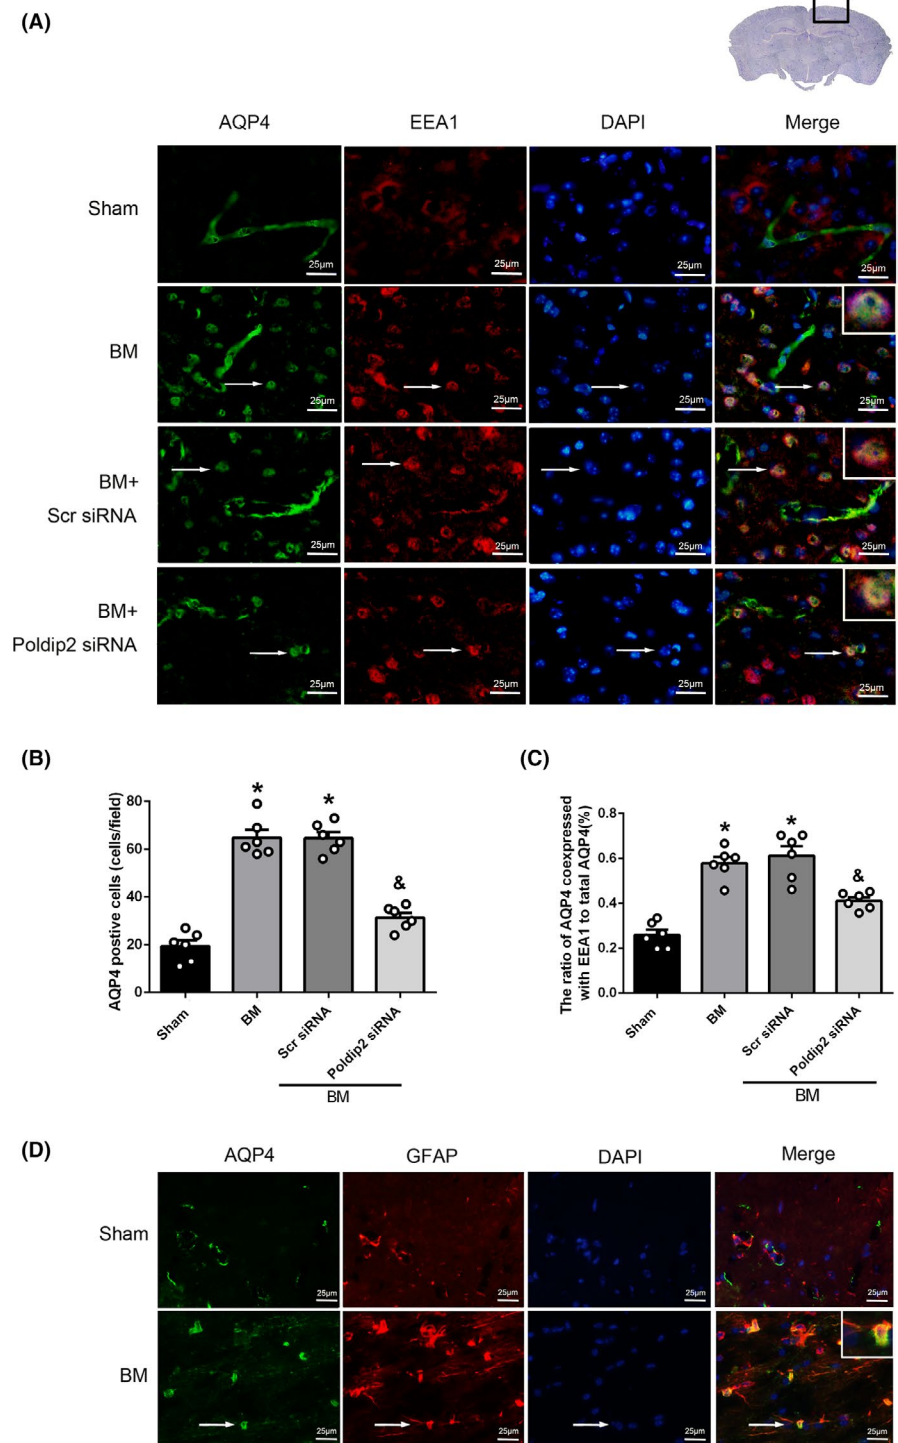 (A)
AQP4 EEA1 DAPI Merge
Sham
25µm 25µm 25µm 25µm
BM
25µm 25µm 25µm 25µm
BM+
Scr siRNA
25µm 25µm 25µm 25µm
BM+
Poldip2 siRNA
25µm 25µm 25µm 25µm
(B)
AQP4 postive cells (cells/field)
80
60
40
20
0
* * &
Sham BM Scr siRNA Poldip2 siRNA
BM
(C)
The ratio of AQP4 coexpressed
with EEA1 to tatal AQP4(%)
0.8
0.6
0.4
0.2
0.0
* * &
Sham BM Scr siRNA Poldip2 siRNA
BM
(D)
AQP4 GFAP DAPI Merge
Sham
25µm 25µm 25µm 25µm
BM
25µm 25µm 25µm 25µm